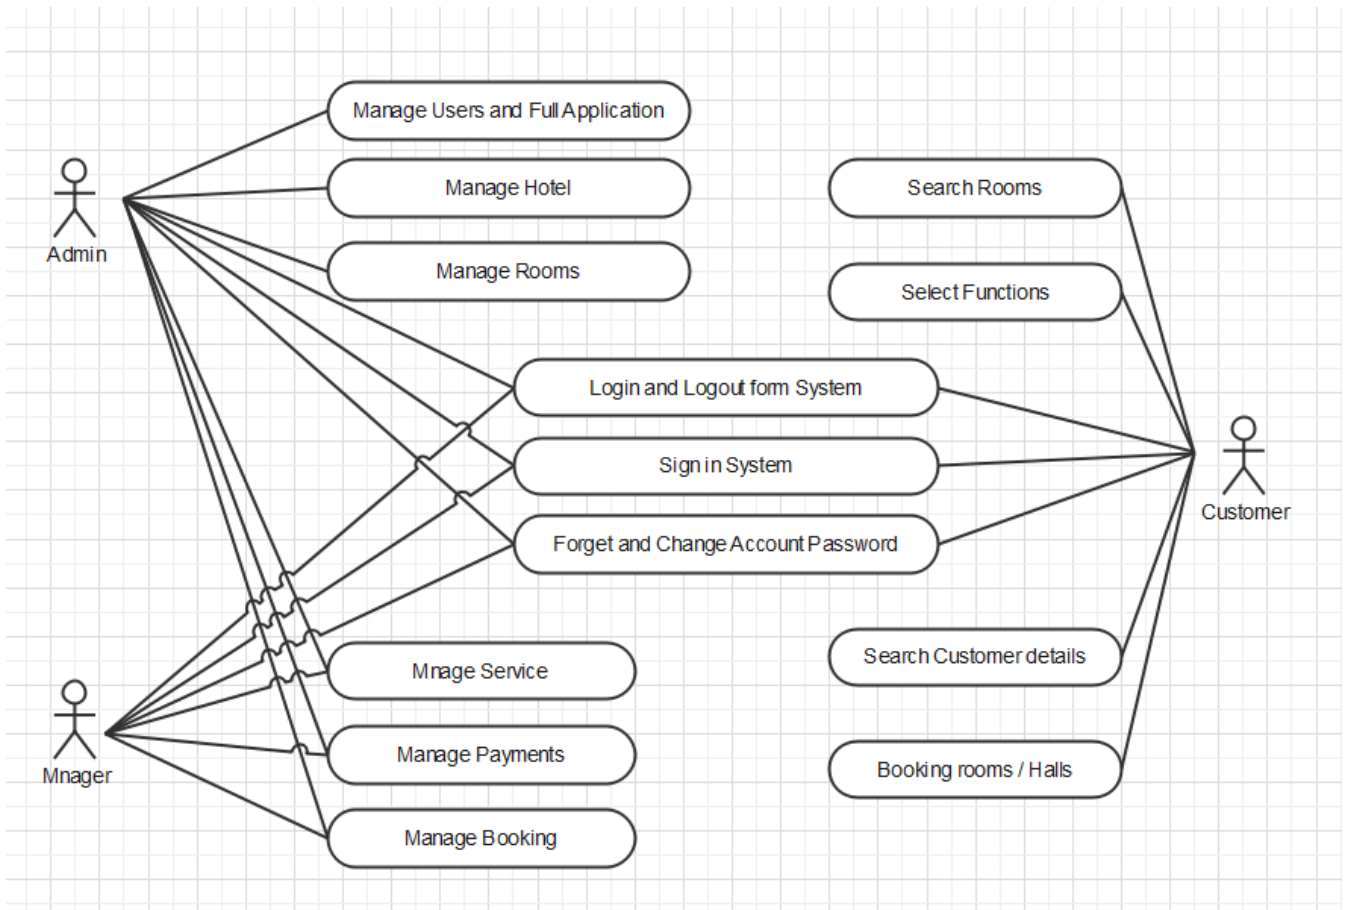 Manage Users and Full Application
Admin
Manage Hotel
Search Rooms
Manage Rooms
Select Functions
Login and Logout form System
Sign in System
Customer
Forget and Change Account Password
Mnage Service
Search Customer details
Mnager
Manage Payments
Booking rooms / Halls
Manage Booking